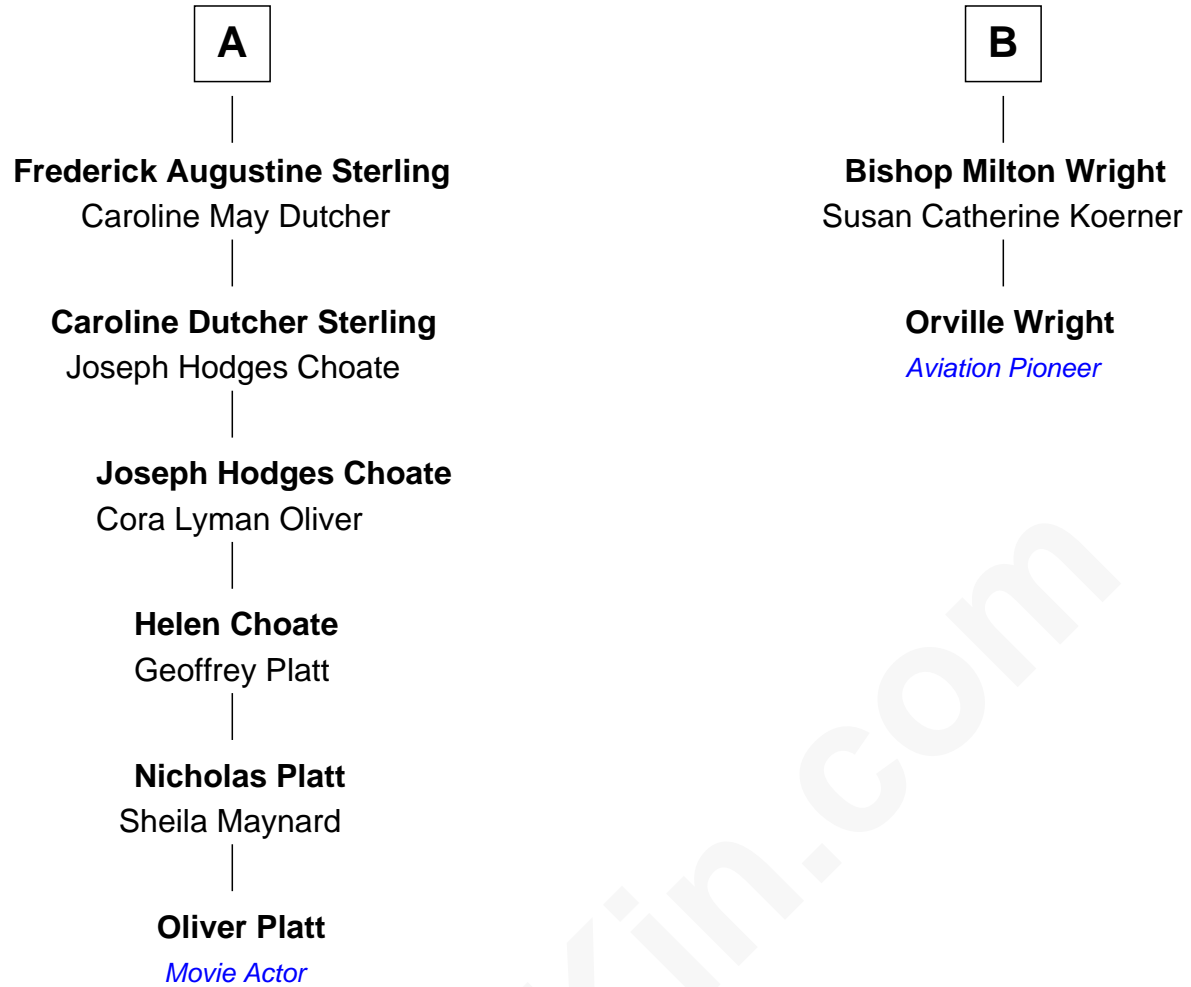 A
Frederick Augustine Sterling
Caroline May Dutcher
Caroline Dutcher Sterling
Joseph Hodges Choate
Joseph Hodges Choate
Cora Lyman Oliver
Helen Choate
Geoffrey Platt
Nicholas Platt
Sheila Maynard
Oliver Platt
Movie Actor
B
Bishop Milton Wright
Susan Catherine Koerner
Orville Wright
Aviation Pioneer